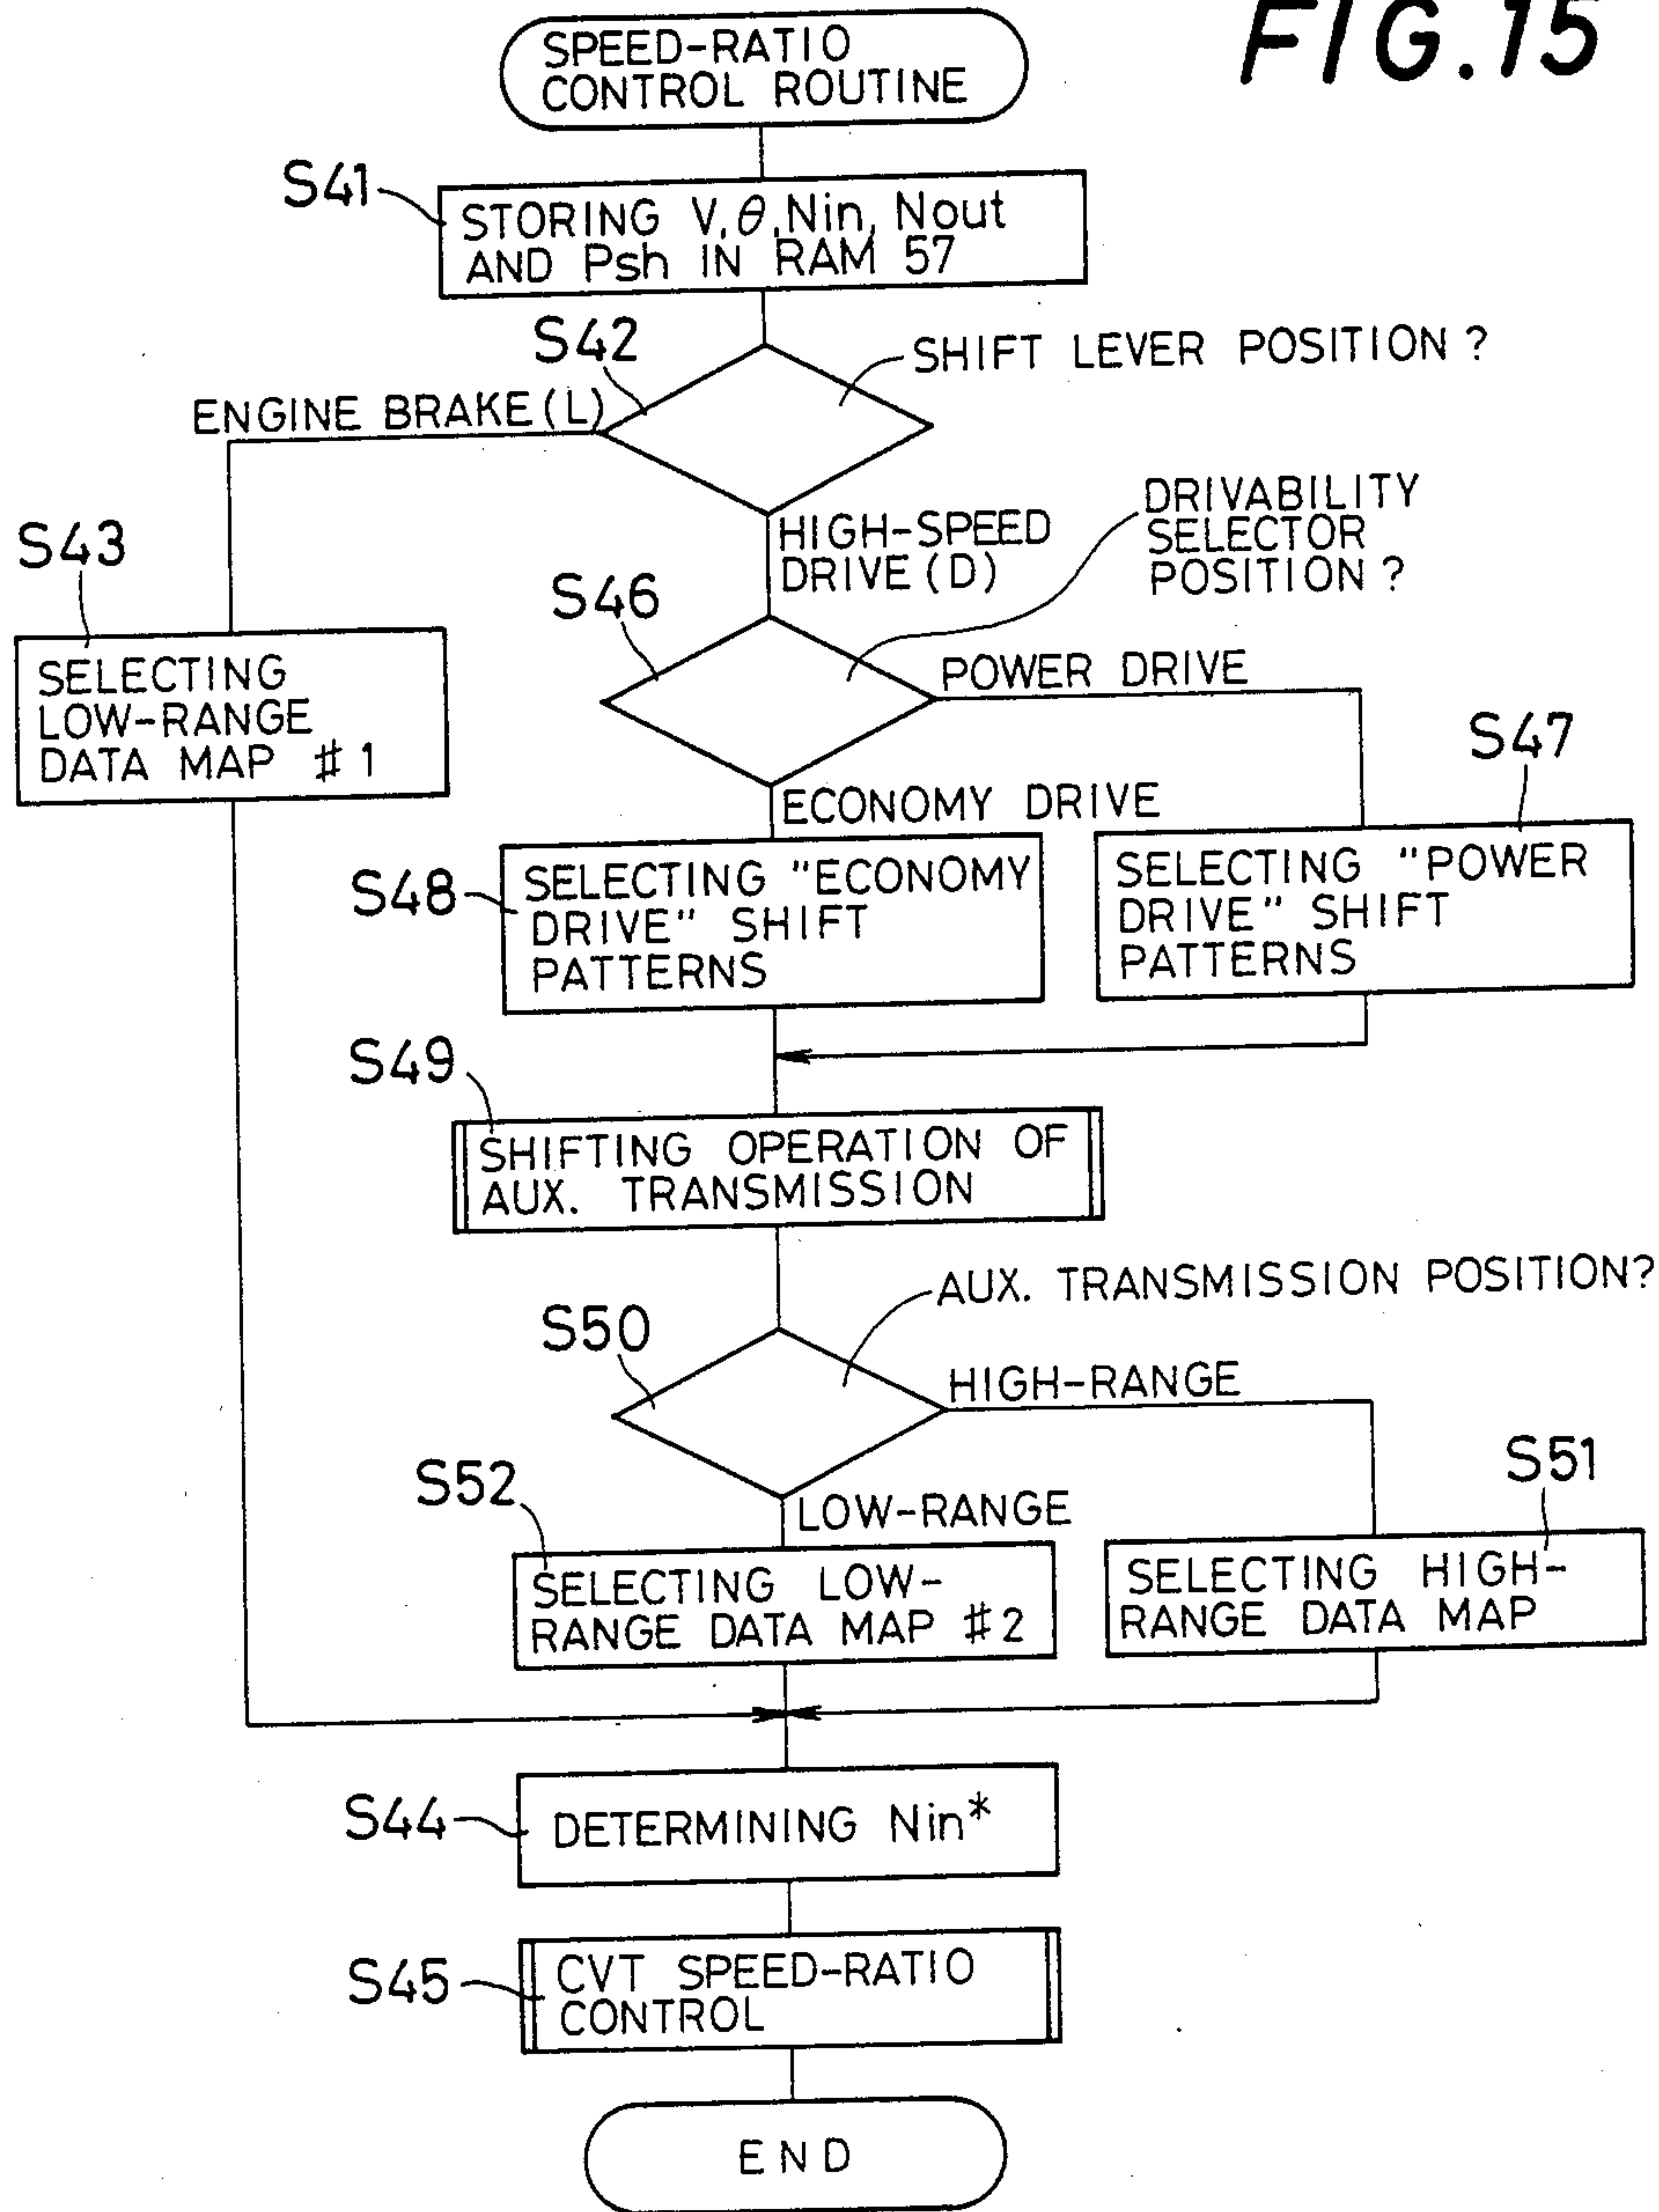 FIG.15
SPEED-RATIO
CONTROL ROUTINE
S41
STORING V,θ,Nin, Nout
AND Psh IN RAM 57
S42
SHIFT LEVER POSITION?
ENGINE BRAKE(L)
HIGH-SPEED
DRIVE(D)
DRIVABILITY
SELECTOR
POSITION?
S43
SELECTING
LOW-RANGE
DATA MAP #1
S46
POWER DRIVE
ECONOMY DRIVE
S47
SELECTING "POWER
DRIVE" SHIFT
PATTERNS
S48
SELECTING "ECONOMY
DRIVE" SHIFT
PATTERNS
S49
SHIFTING OPERATION OF
AUX. TRANSMISSION
AUX. TRANSMISSION POSITION?
S50
HIGH-RANGE
LOW-RANGE
S51
SELECTING HIGH-
RANGE DATA MAP
S52
SELECTING LOW-
RANGE DATA MAP #2
S44
DETERMINING Nin*
S45
CVT SPEED-RATIO
CONTROL
END